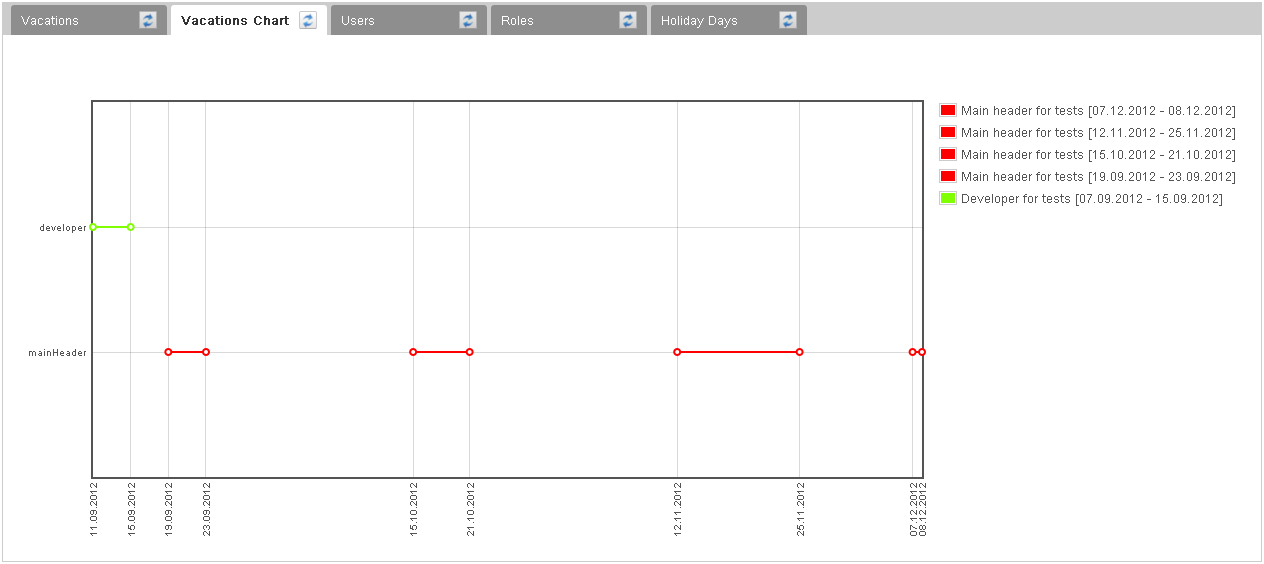 Vacations
Vacations Chart
Users
Roles
Holiday Days
Main header for tests [07.12.2012 - 08.12.2012]
Main header for tests [12.11.2012 - 25.11.2012]
Main header for tests [15.10.2012 - 21.10.2012]
Main header for tests [19.09.2012 - 23.09.2012]
Developer for tests [07.09.2012 - 15.09.2012]
developer
mainHeader
11.09.2012
15.09.2012
19.09.2012
23.09.2012
15.10.2012
21.10.2012
12.11.2012
25.11.2012
07.12.2012
08.12.2012